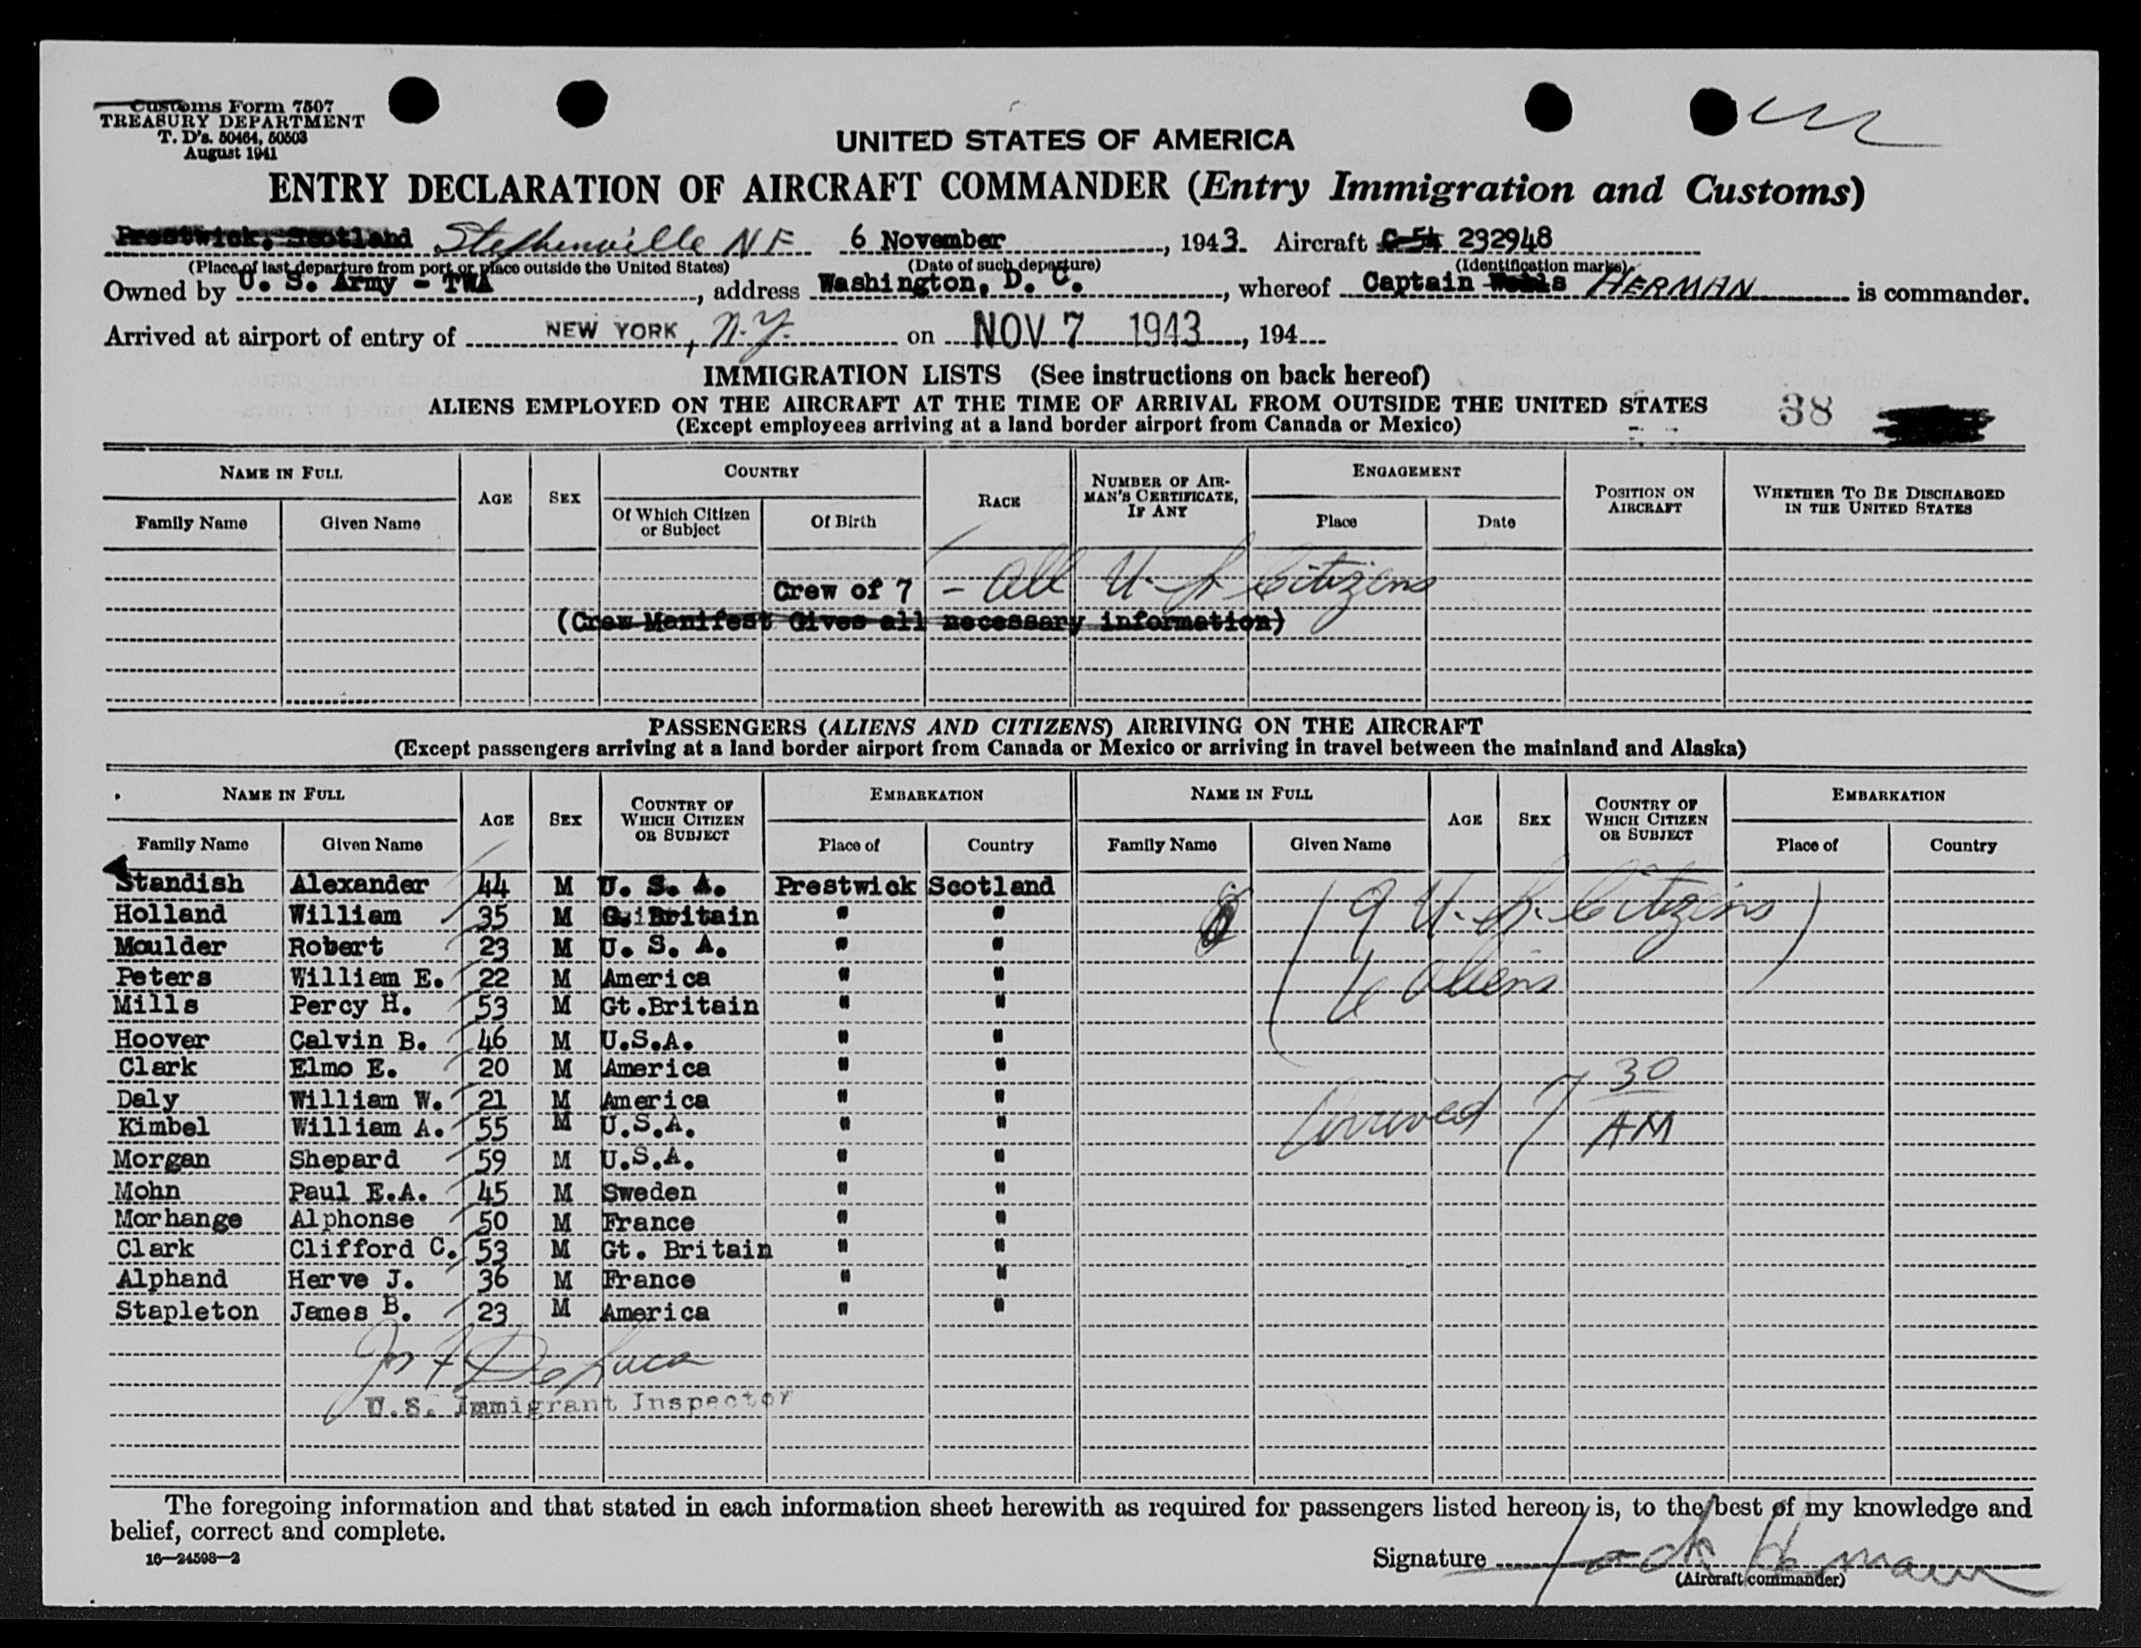 Customs Form 7507
TREASURY DEPARTMENT
T. D's. 50464, 50503
August 1941
UNITED STATES OF AMERICA
ENTRY DECLARATION OF AIRCRAFT COMMANDER (Entry Immigration and Customs)
Prestwick, Scotland Stephenville N F 6 November, 1943. Aircraft C-54 292948
(Place of last departure from port or place outside the United States) (Date of such departure) (Identification marks)
Owned by U. S. Army - TWA, address Washington, D. C., whereof Captain HERMAN is commander.
Arrived at airport of entry of NEW YORK, N.Y. on NOV 7 1943, 194
IMMIGRATION LISTS (See instructions on back hereof)
ALIENS EMPLOYED ON THE AIRCRAFT AT THE TIME OF ARRIVAL FROM OUTSIDE THE UNITED STATES 38
(Except employees arriving at a land border airport from Canada or Mexico)
NAME IN FULL AGE SEX COUNTRY RACE NUMBER OF AIRMAN'S CERTIFICATE, IF ANY ENGAGEMENT POSITION ON AIRCRAFT WHETHER TO BE DISCHARGED IN THE UNITED STATES
Family Name Given Name Of Which Citizen or Subject Of Birth Place Date
Crew of 7 - All U.S. Citizens
(Crew Manifest Gives all necessary information)
PASSENGERS (ALIENS AND CITIZENS) ARRIVING ON THE AIRCRAFT
(Except passengers arriving at a land border airport from Canada or Mexico or arriving in travel between the mainland and Alaska)
NAME IN FULL AGE SEX COUNTRY OF WHICH CITIZEN OR SUBJECT EMBARKATION NAME IN FULL AGE SEX COUNTRY OF WHICH CITIZEN OR SUBJECT EMBARKATION
Family Name Given Name Place of Country Family Name Given Name Place of Country
Standish Alexander 44 M U. S. A. Prestwick Scotland
Holland William 35 M G. Britain " " 9 U.S. Citizens
Moulder Robert 23 M U. S. A. " "
Peters William E. 22 M America " " 6 Aliens
Mills Percy H. 53 M Gt.Britain " "
Hoover Calvin B. 46 M U.S.A. " "
Clark Elmo E. 20 M America " "
Daly William W. 21 M America " " Arrived 7 30
Kimbel William A. 55 M U.S.A. " " AM
Morgan Shepard 59 M U.S.A. " "
Mohn Paul E.A. 45 M Sweden " "
Morhange Alphonse 50 M France " "
Clark Clifford C. 53 M Gt. Britain " "
Alphand Herve J. 36 M France " "
Stapleton James B. 23 M America " "
Jos F DeLuca
U.S. Immigrant Inspector
The foregoing information and that stated in each information sheet herewith as required for passengers listed hereon is, to the best of my knowledge and
belief, correct and complete.
16—24598-2
Signature Jack Herman
(Aircraft commander)